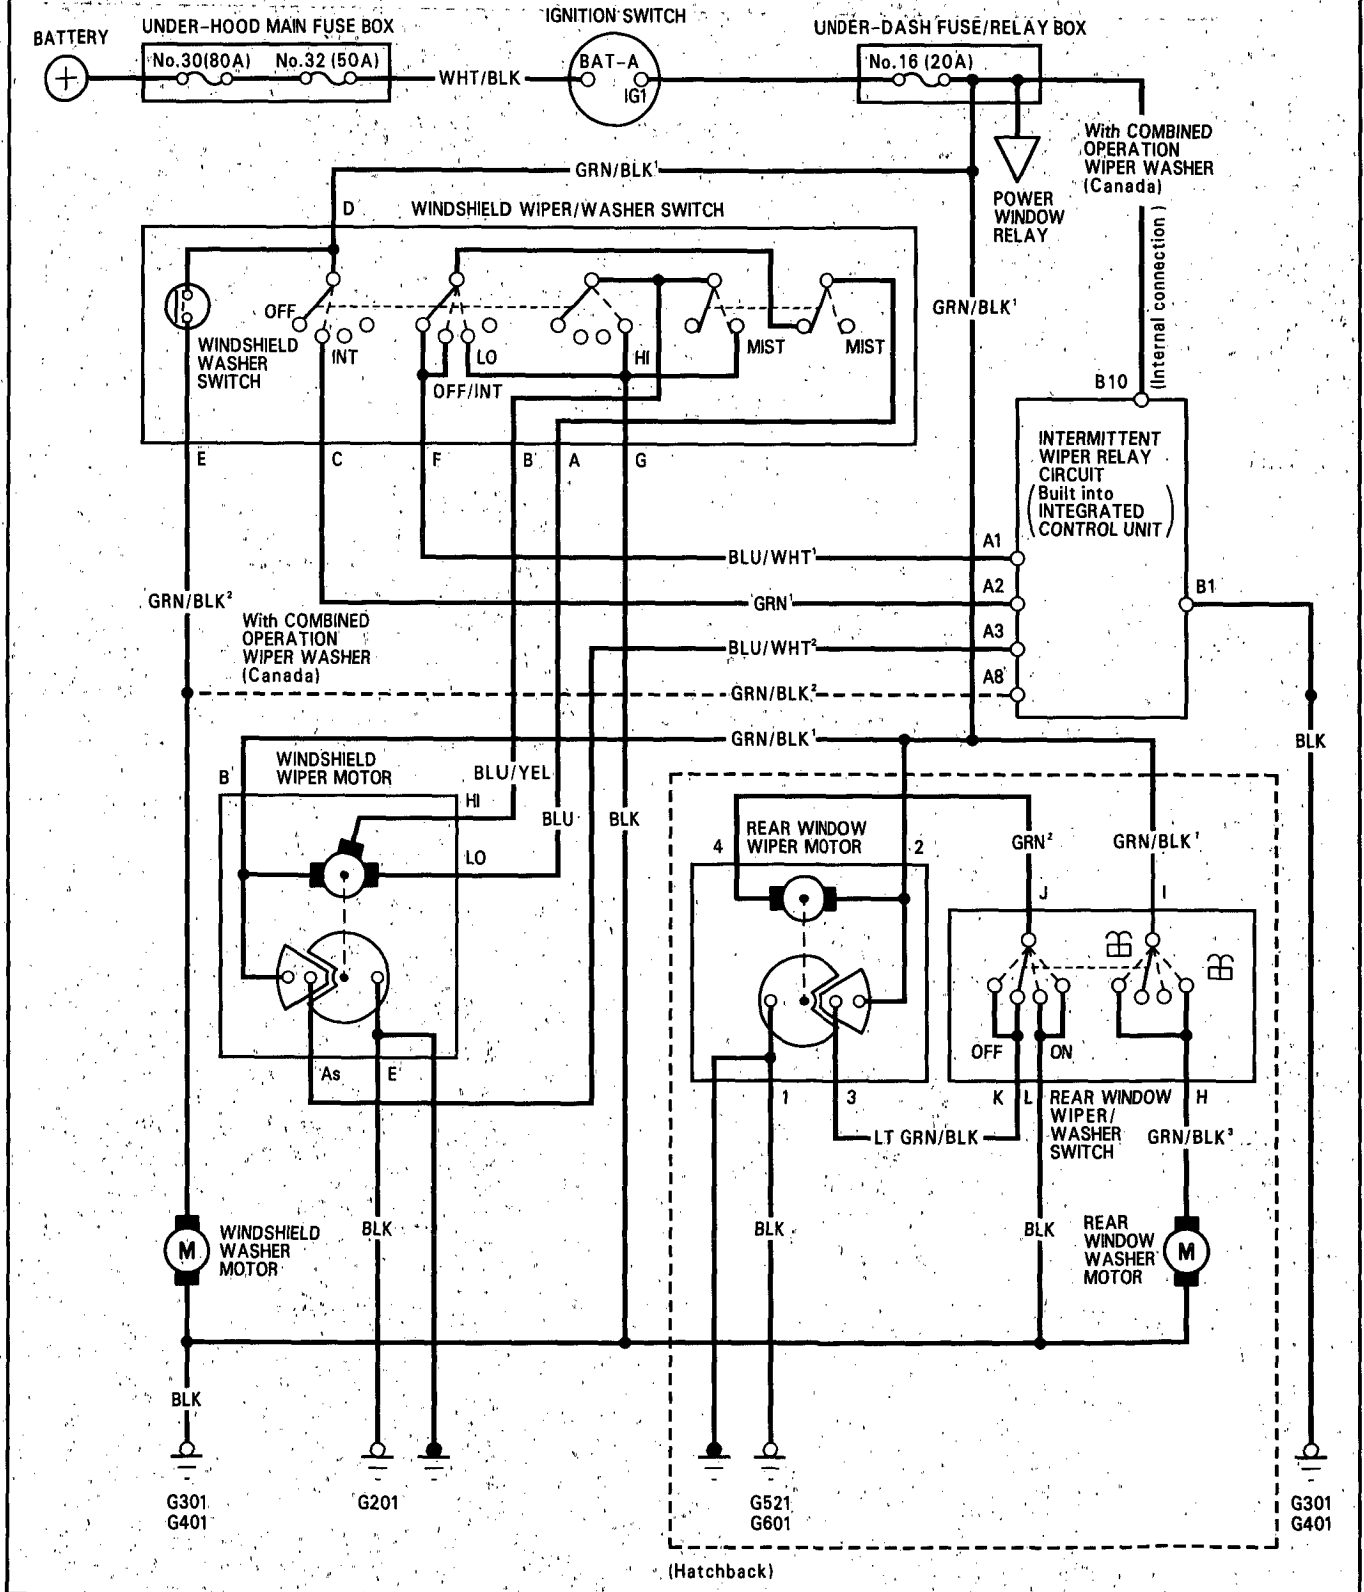 BATTERY
UNDER-HOOD MAIN FUSE BOX
No.30(80A)
No.32 (50A)
WHT/BLK
IGNITION SWITCH
BAT-A
IG1
UNDER-DASH FUSE/RELAY BOX
No.16 (20A)
With COMBINED
OPERATION
WIPER WASHER
(Canada)
POWER
WINDOW
RELAY
(Internal connection)
GRN/BLK¹
D
WINDSHIELD WIPER/WASHER SWITCH
OFF
INT
WINDSHIELD
WASHER
SWITCH
LO
OFF/INT
HI
MIST
MIST
GRN/BLK¹
B10
E
C
F
B
A
G
INTERMITTENT
WIPER RELAY
CIRCUIT
(Built into
INTEGRATED
CONTROL UNIT)
A1
BLU/WHT¹
A2
GRN¹
A3
BLU/WHT²
A8
GRN/BLK²
B1
BLK
GRN/BLK²
With COMBINED
OPERATION
WIPER WASHER
(Canada)
GRN/BLK¹
B
WINDSHIELD
WIPER MOTOR
BLU/YEL
HI
BLU
BLK
LO
As
E
4
REAR WINDOW
WIPER MOTOR
2
GRN²
GRN/BLK¹
J
I
OFF
ON
1
3
K
L
REAR WINDOW
WIPER/
WASHER
SWITCH
H
LT GRN/BLK
GRN/BLK³
M
WINDSHIELD
WASHER
MOTOR
BLK
BLK
BLK
REAR
WINDOW
WASHER
MOTOR
M
BLK
G301
G401
G201
G521
G601
G301
G401
(Hatchback)